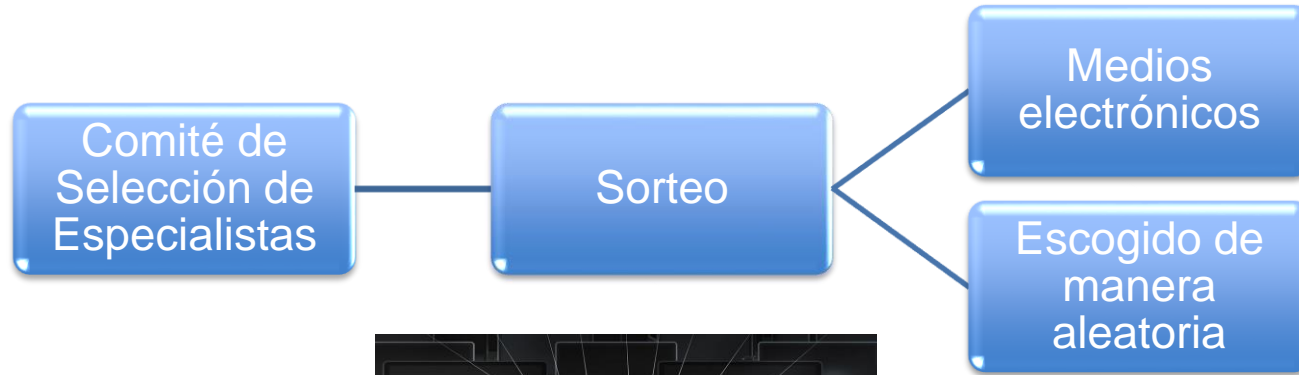 Comité de
Selección de
Especialistas
Sorteo
Medios
electrónicos
Escogido de
manera
aleatoria